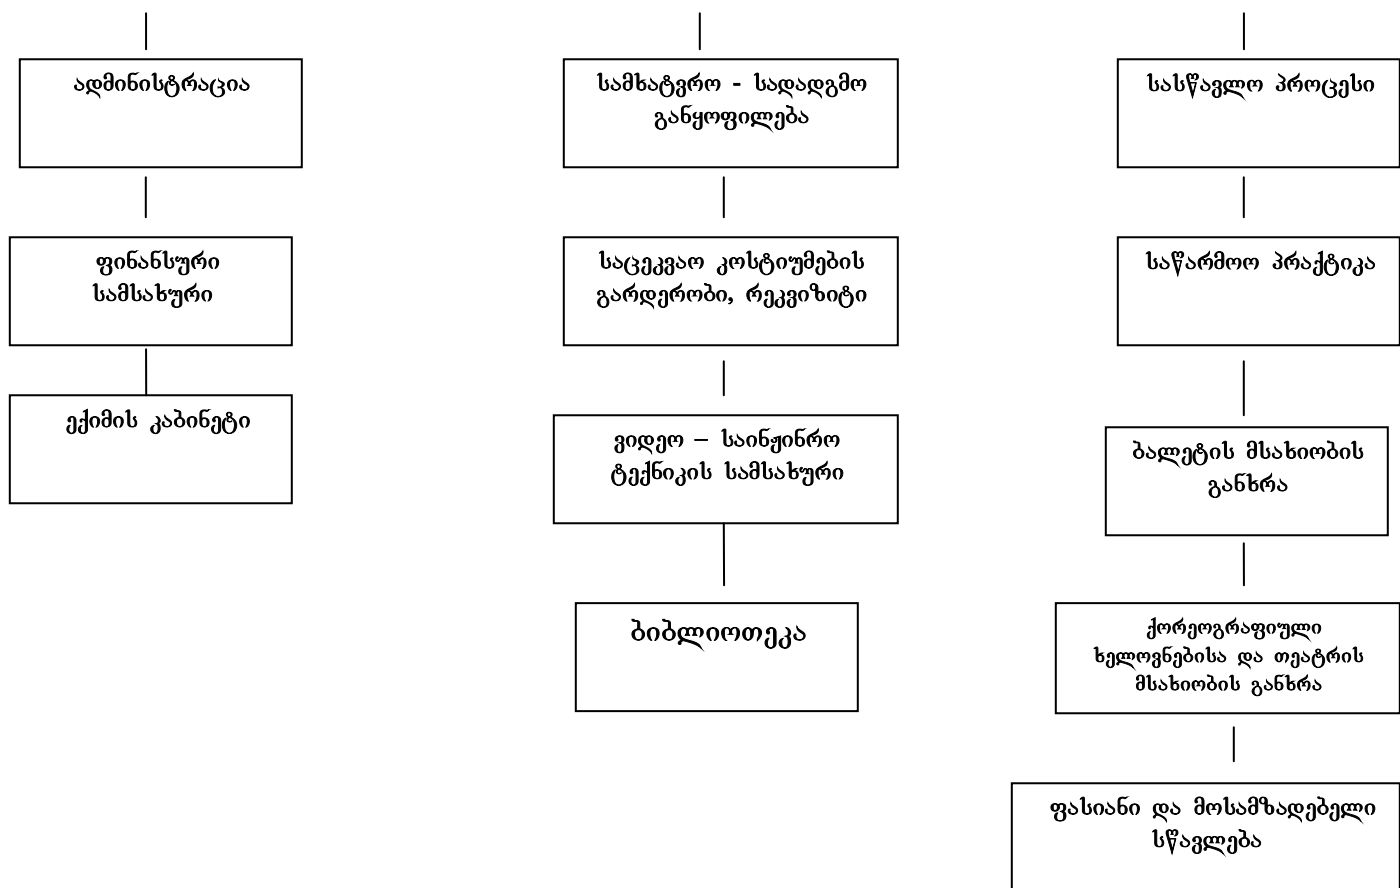 ადმინისტრაცია
სამხატვრო - სადადგმო
განყოფილება
სასწავლო პროცესი
ფინანსური
სამსახური
საცეკვაო კოსტიუმების
გარდერობი, რეკვიზიტი
საწარმოო პრაქტიკა
ექიმის კაბინეტი
ვიდეო – საინჟინრო
ტექნიკის სამსახური
ბალეტის მსახიობის
განხრა
ბიბლიოთეკა
ქორეოგრაფიული
ხელოვნებისა და თეატრის
მსახიობის განხრა
ფასიანი და მოსამზადებელი
სწავლება